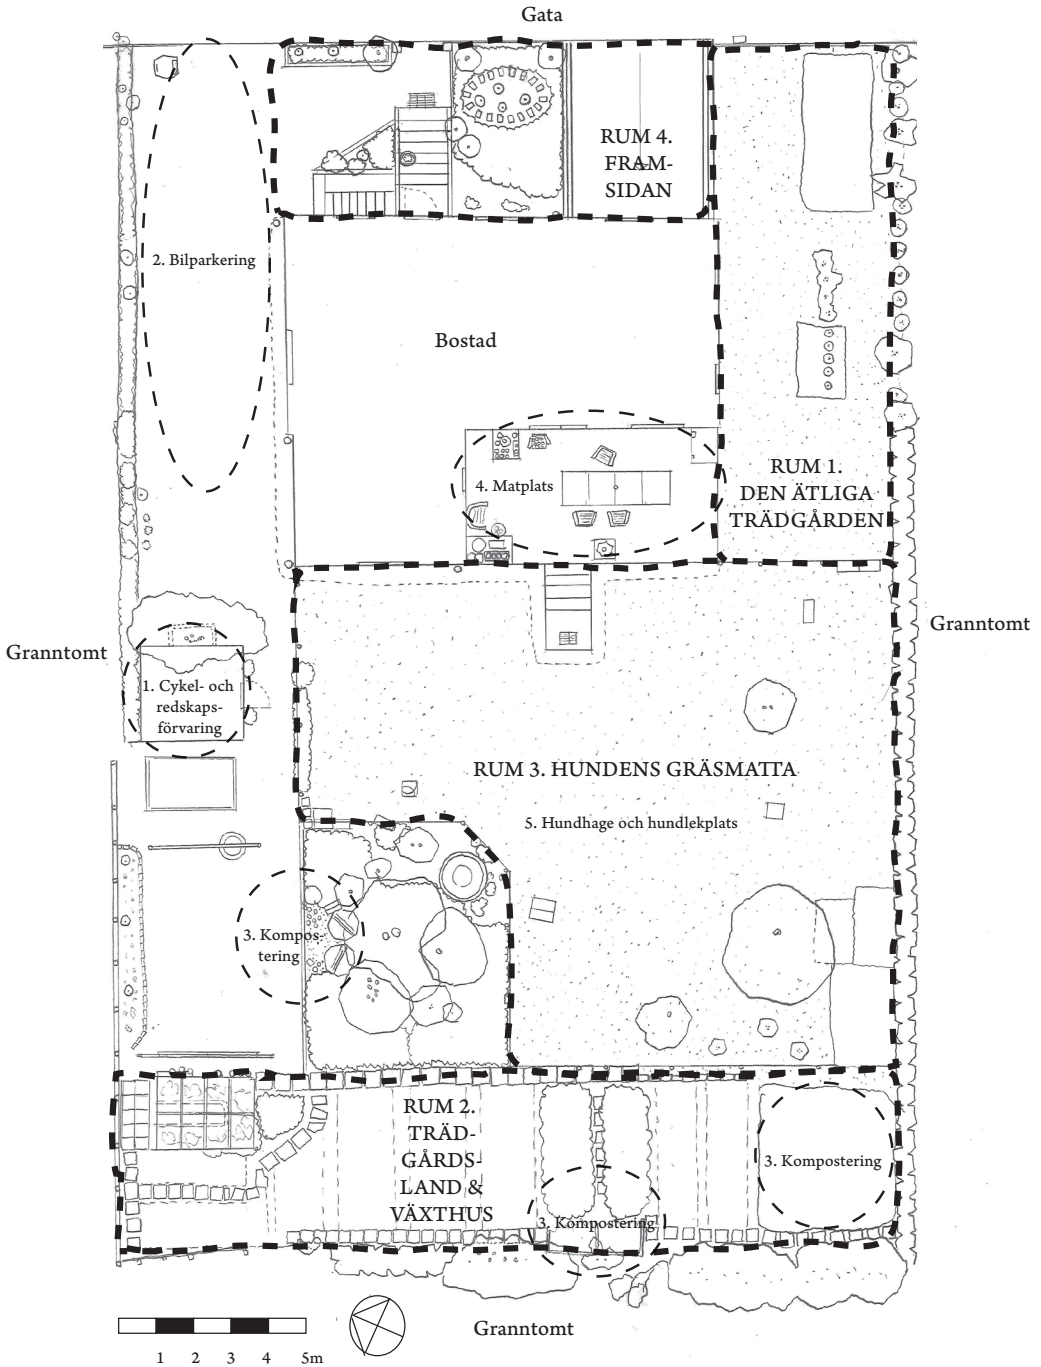 Gata
RUM 4.
FRAM-
SIDAN
2. Bilparkering
Bostad
4. Matplats
RUM 1.
DEN ÄTLIGA
TRÄDGÅRDEN
Granntomt
Granntomt
1. Cykel- och
redskaps-
förvaring
RUM 3. HUNDENS GRÄSMATTA
5. Hundhage och hundlekplats
3. Kompos-
tering
RUM 2.
TRÄD-
GÅRDS-
LAND &
VÄXTHUS
3. Kompostering
3. Kompostering
Granntomt
1 2 3 4 5m